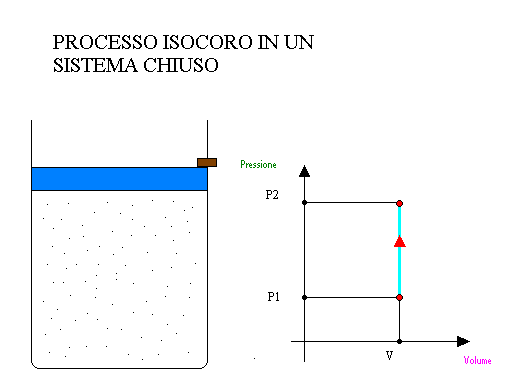 PROCESSO ISOCORO IN UN
SISTEMA CHIUSO
Pressione
P2
P1
V
Volume